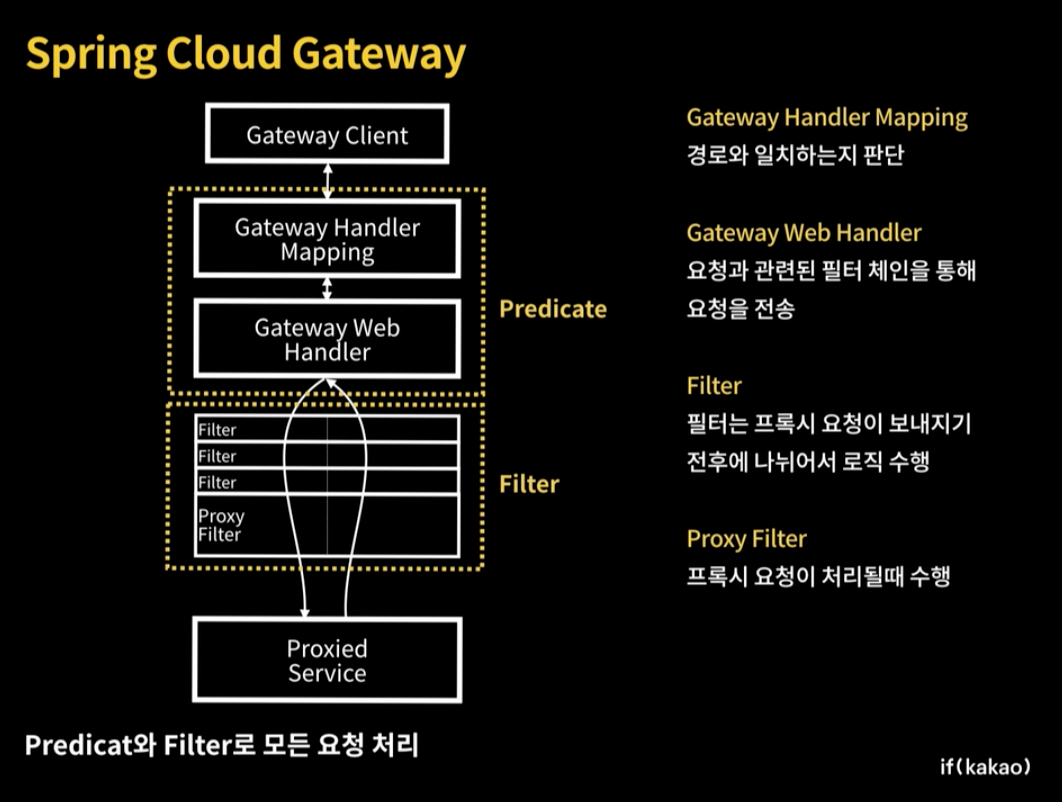 Spring Cloud Gateway
Gateway Client
Gateway Handler
Mapping
Gateway Web
Handler
Predicate
Filter
Filter
Filter
Proxy
Filter
Filter
Proxied
Service
Gateway Handler Mapping
경로와 일치하는지 판단
Gateway Web Handler
요청과 관련된 필터 체인을 통해
요청을 전송
Filter
필터는 프록시 요청이 보내지기
전후에 나뉘어서 로직 수행
Proxy Filter
프록시 요청이 처리될때 수행
Predicat와 Filter로 모든 요청 처리
if(kakao)